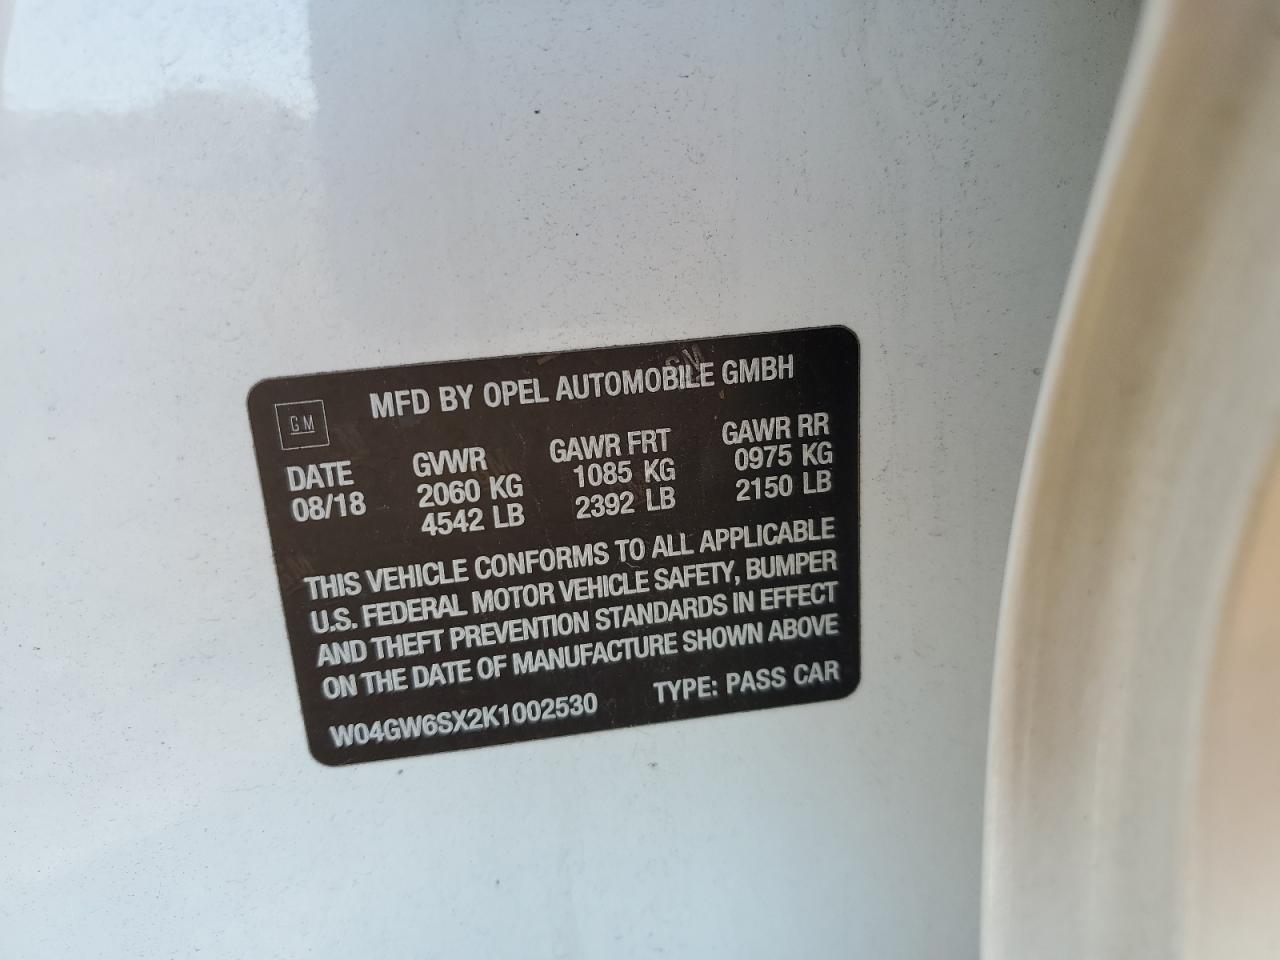 MFD BY OPEL AUTOMOBILE GMBH
GM
DATE GVWR GAWR FRT GAWR RR
08/18 2060 KG 1085 KG 0975 KG
4542 LB 2392 LB 2150 LB
THIS VEHICLE CONFORMS TO ALL APPLICABLE
U.S. FEDERAL MOTOR VEHICLE SAFETY, BUMPER
AND THEFT PREVENTION STANDARDS IN EFFECT
ON THE DATE OF MANUFACTURE SHOWN ABOVE
W04GW6SX2K1002530 TYPE: PASS CAR